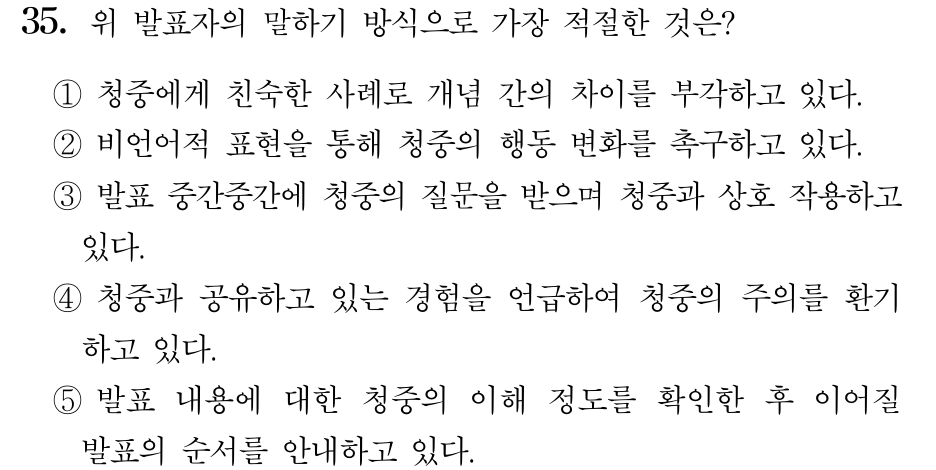 35. 위 발표자의 말하기 방식으로 가장 적절한 것은?
① 청중에게 친숙한 사례로 개념 간의 차이를 부각하고 있다.
② 비언어적 표현을 통해 청중의 행동 변화를 촉구하고 있다.
③ 발표 중간중간에 청중의 질문을 받으며 청중과 상호 작용하고
있다.
④ 청중과 공유하고 있는 경험을 언급하여 청중의 주의를 환기
하고 있다.
⑤ 발표 내용에 대한 청중의 이해 정도를 확인한 후 이어질
발표의 순서를 안내하고 있다.